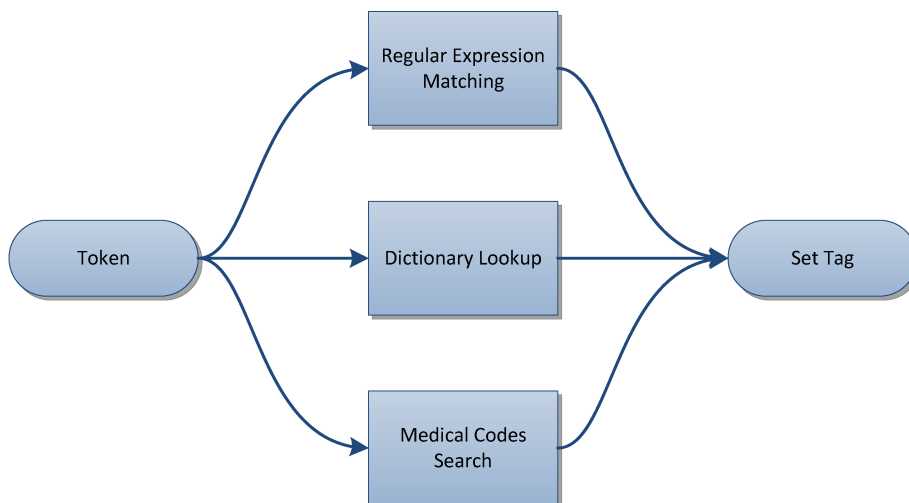 Regular Expression
Matching
Token
Dictionary Lookup
Set Tag
Medical Codes
Search